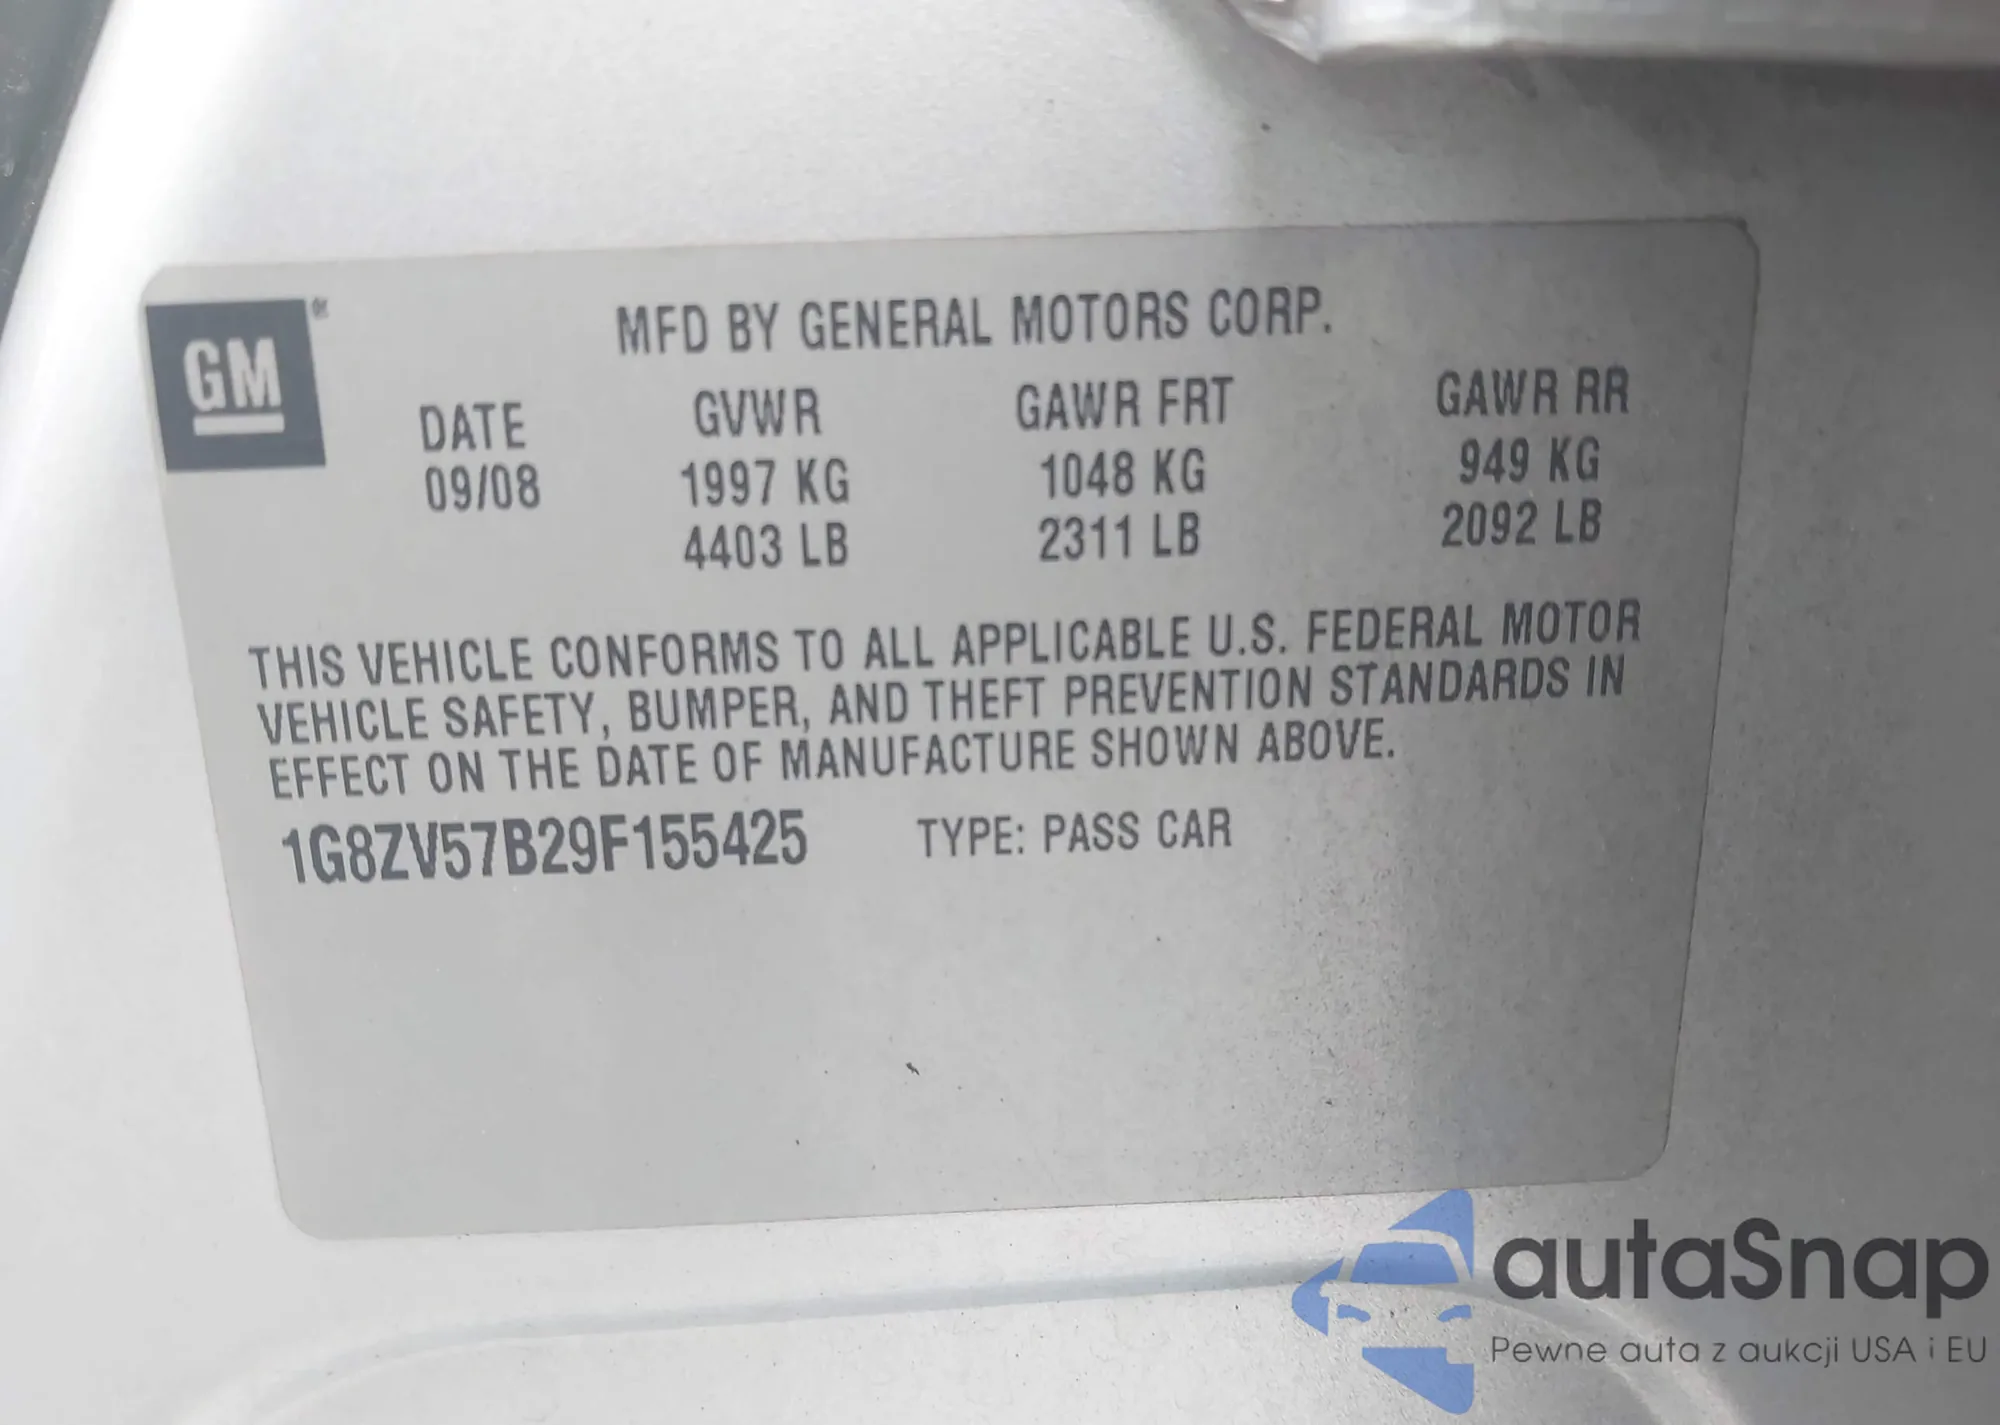 GM
MFD BY GENERAL MOTORS CORP.
DATE GVWR GAWR FRT GAWR RR
09/08 1997 KG 1048 KG 949 KG
4403 LB 2311 LB 2092 LB
THIS VEHICLE CONFORMS TO ALL APPLICABLE U.S. FEDERAL MOTOR
VEHICLE SAFETY, BUMPER, AND THEFT PREVENTION STANDARDS IN
EFFECT ON THE DATE OF MANUFACTURE SHOWN ABOVE.
1G8ZV57B29F155425 TYPE: PASS CAR
autaSnap
Pewne auta z aukcji USA i EU